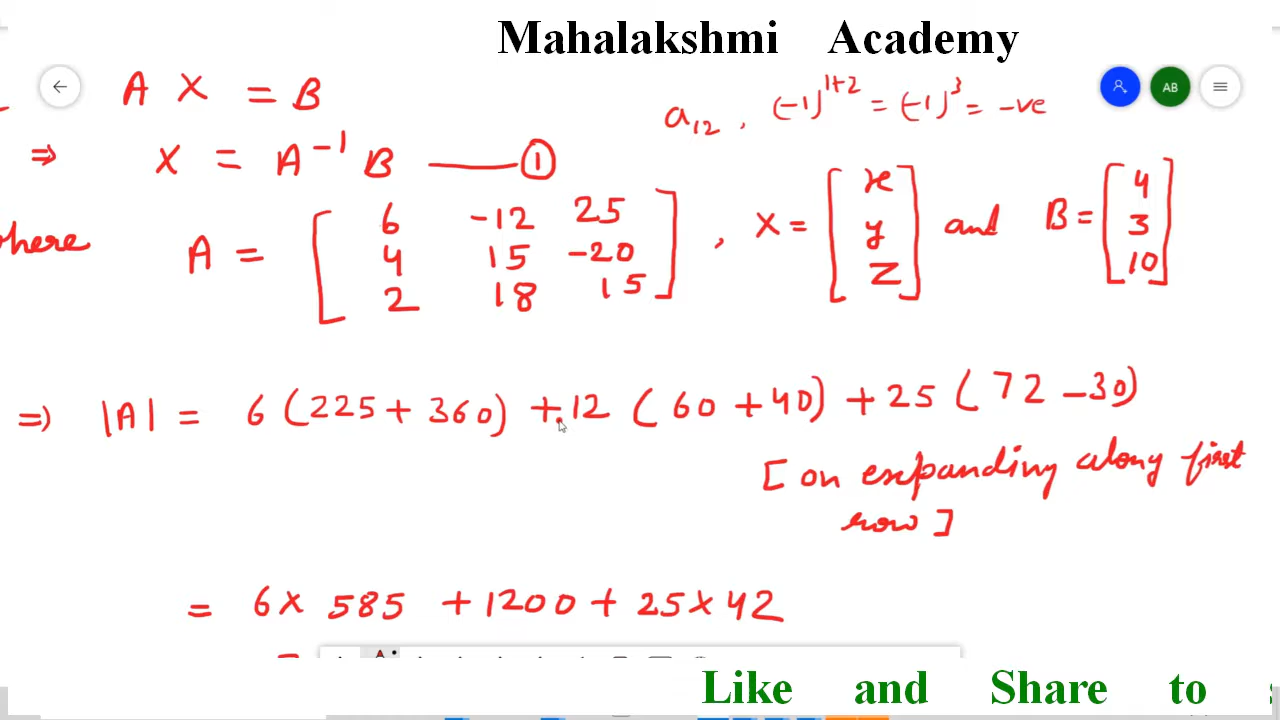 Mahalakshmi Academy
A X = B
a₁₂ , (-1)¹⁺² = (-1)³ = -ve
AB
⇒ X = A⁻¹ B —— ①
where A = [ 6 -12 25
4 15 -20
2 18 15 ] , X = [ x
y
z ] and B = [ 4
3
10 ]
⇒ |A| = 6 (225 + 360) + 12 (60 + 40) + 25 (72 - 30)
[ on expanding along first
row ]
= 6 × 585 + 1200 + 25 × 42
Like and Share to